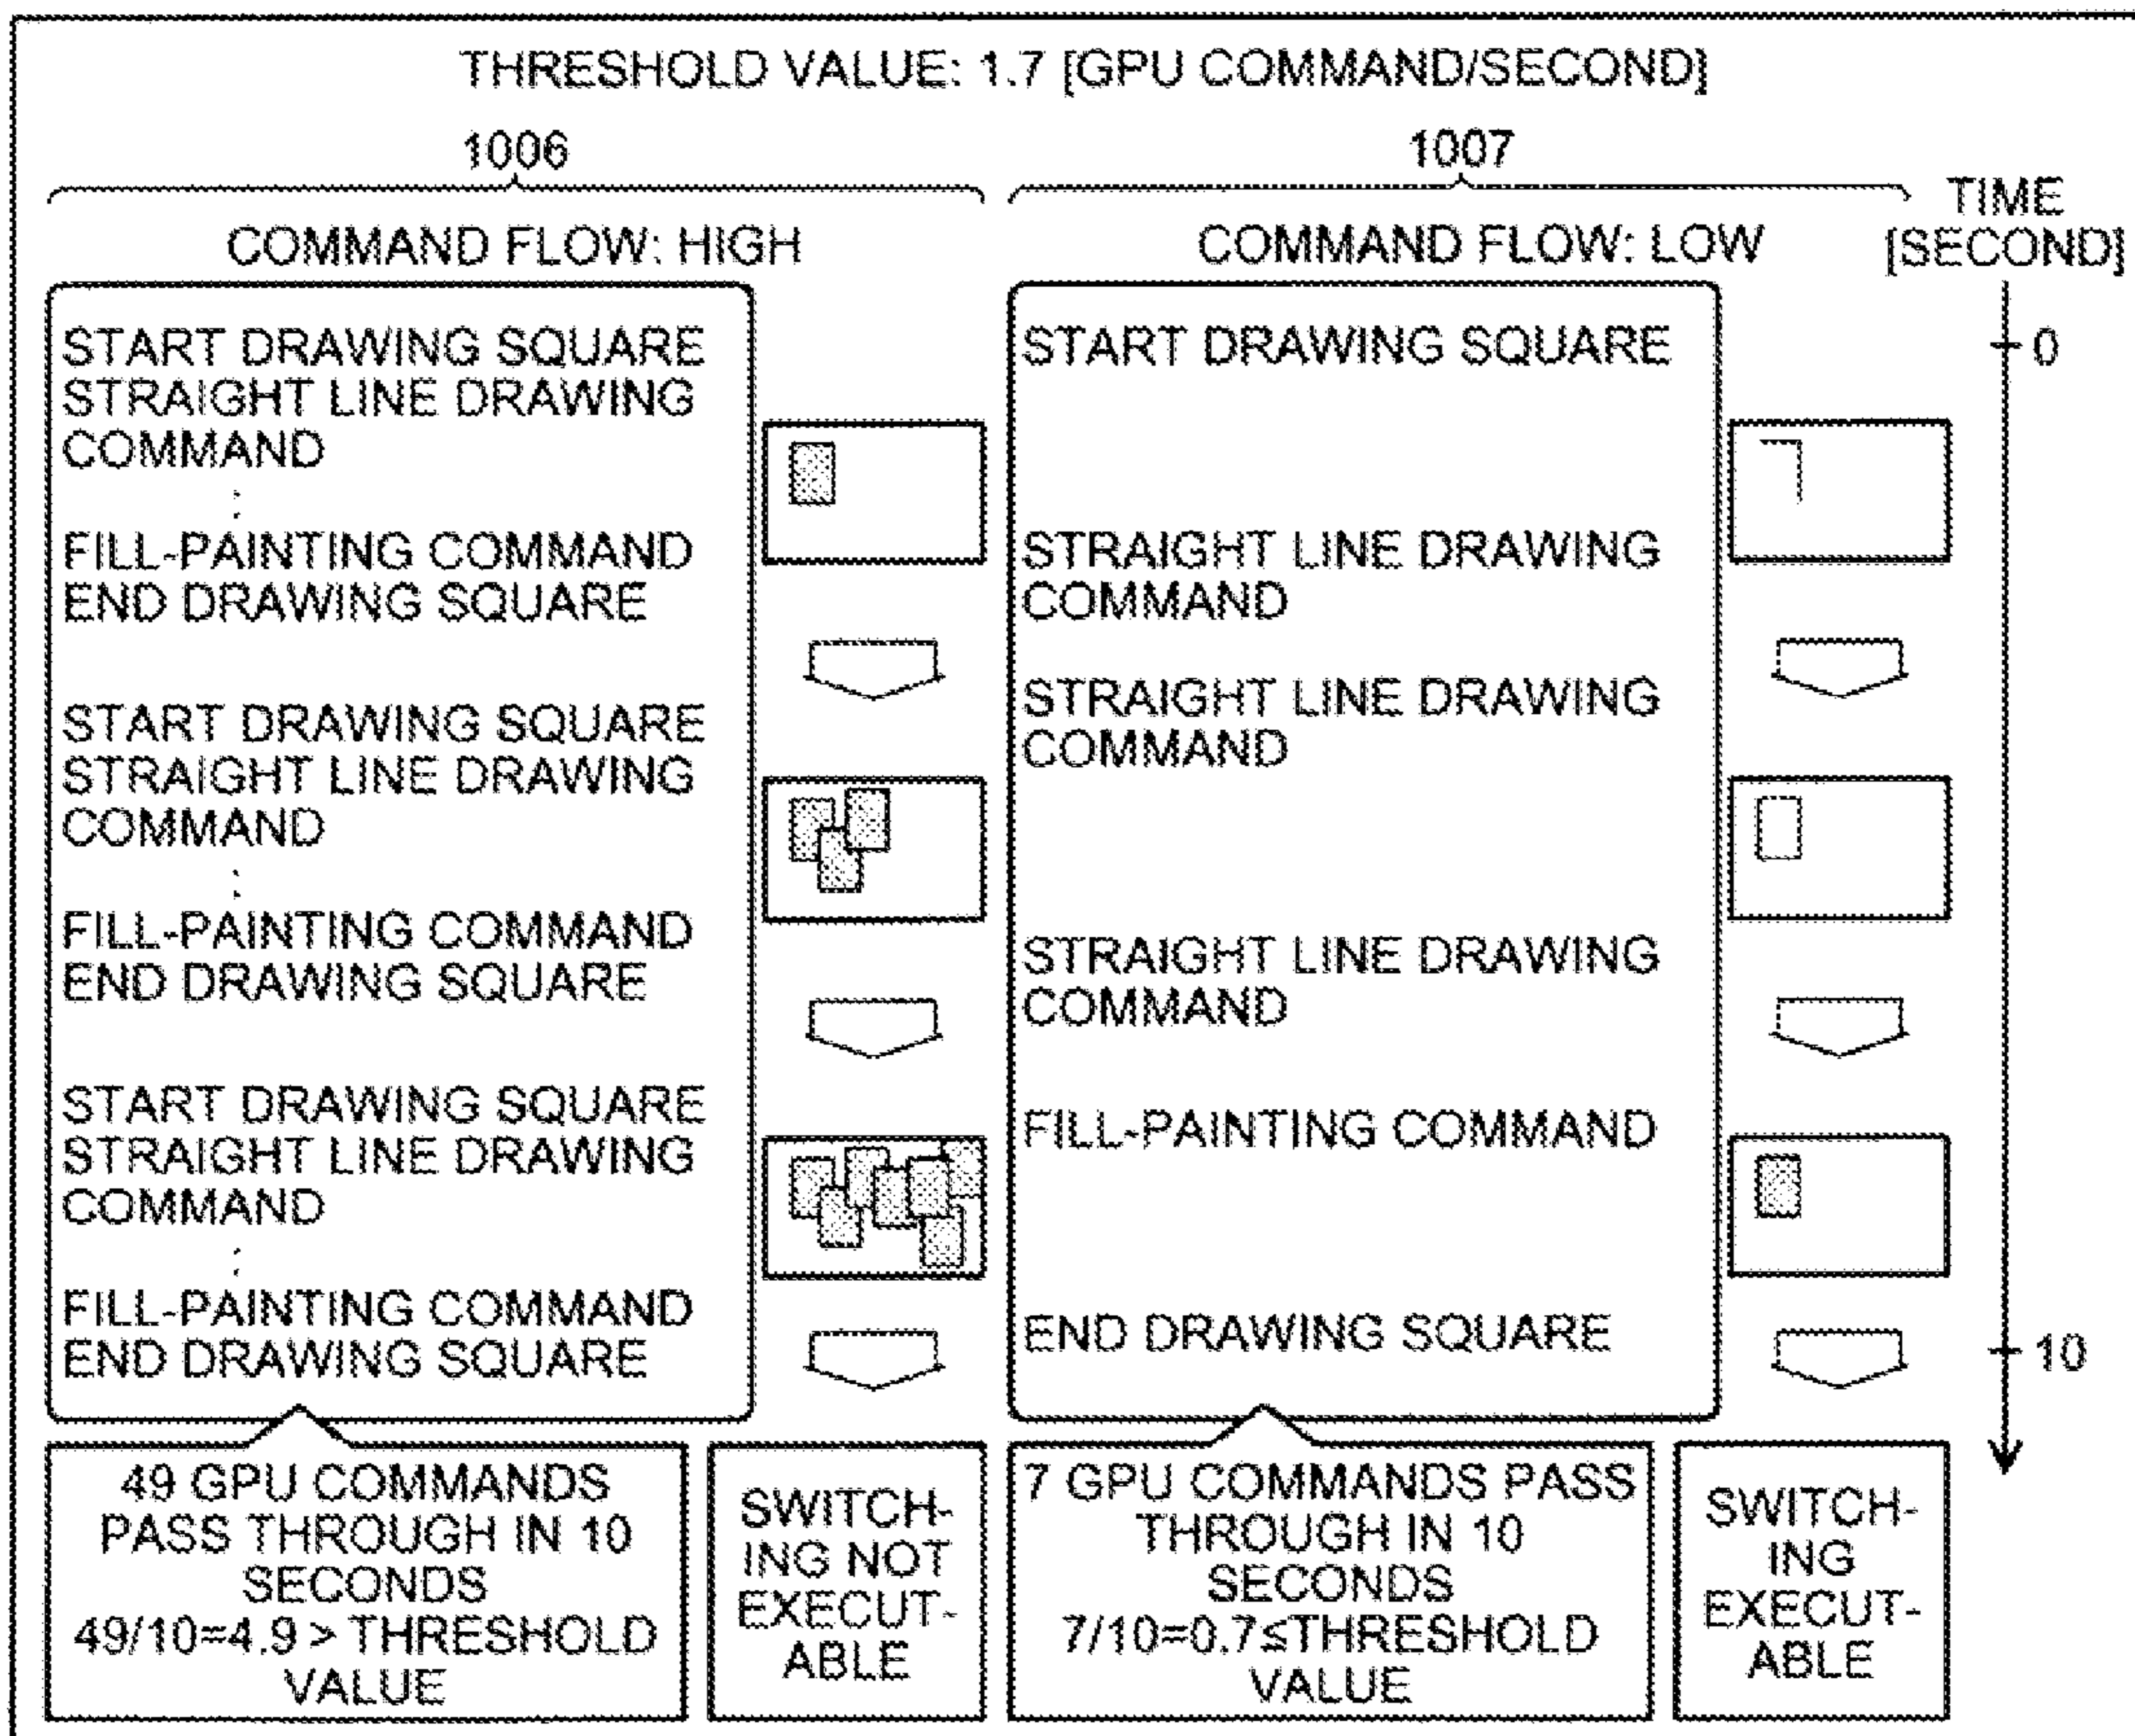 THRESHOLD VALUE: 1.7 [GPU COMMAND/SECOND]
1006
COMMAND FLOW: HIGH
START DRAWING SQUARE
STRAIGHT LINE DRAWING
COMMAND
⋮
FILL-PAINTING COMMAND
END DRAWING SQUARE
START DRAWING SQUARE
STRAIGHT LINE DRAWING
COMMAND
⋮
FILL-PAINTING COMMAND
END DRAWING SQUARE
START DRAWING SQUARE
STRAIGHT LINE DRAWING
COMMAND
⋮
FILL-PAINTING COMMAND
END DRAWING SQUARE
49 GPU COMMANDS
PASS THROUGH IN 10
SECONDS
49/10=4.9 > THRESHOLD
VALUE
SWITCH-
ING NOT
EXECUT-
ABLE
1007
COMMAND FLOW: LOW
START DRAWING SQUARE
STRAIGHT LINE DRAWING
COMMAND
STRAIGHT LINE DRAWING
COMMAND
STRAIGHT LINE DRAWING
COMMAND
FILL-PAINTING COMMAND
END DRAWING SQUARE
7 GPU COMMANDS PASS
THROUGH IN 10
SECONDS
7/10=0.7≦THRESHOLD
VALUE
SWITCH-
ING
EXECUT-
ABLE
TIME
[SECOND]
0
10